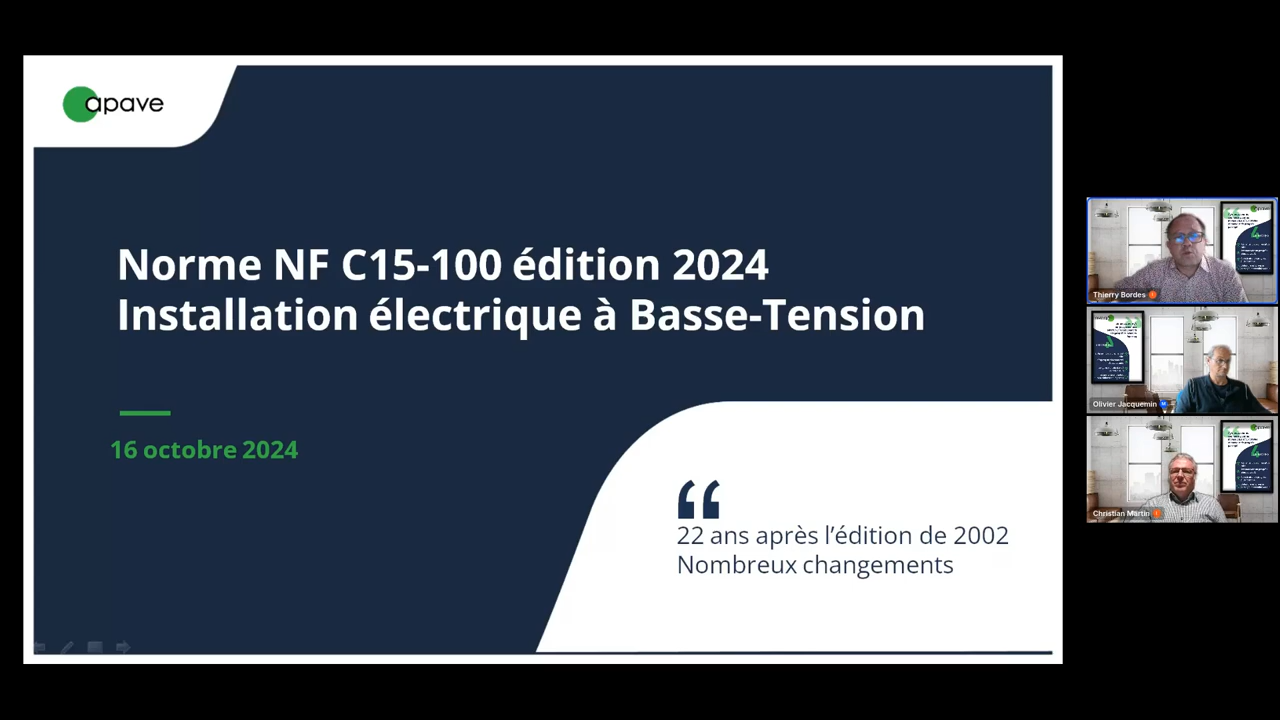 apave
Norme NF C15-100 édition 2024
Installation électrique à Basse-Tension
16 octobre 2024
“
22 ans après l’édition de 2002
Nombreux changements
Thierry Bordes
Olivier Jacquemin
Christian Martin